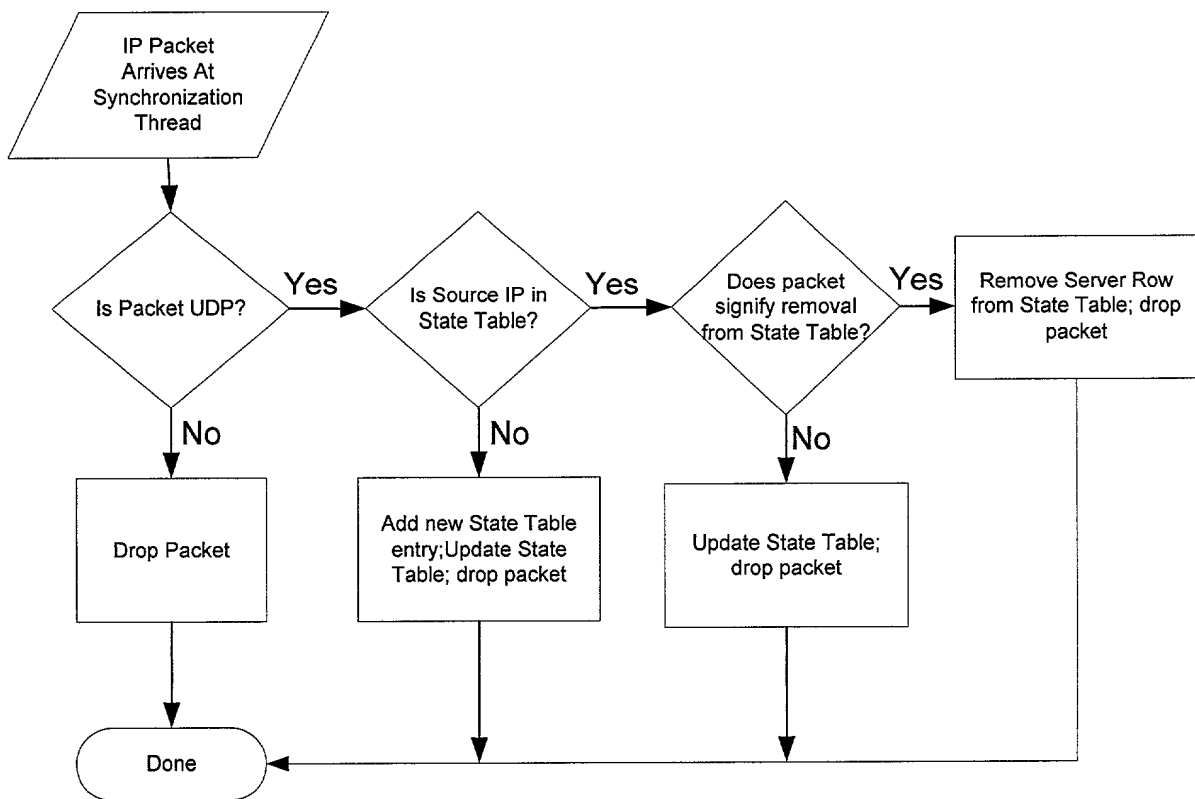 IP Packet
Arrives At
Synchronization
Thread
Is Packet UDP?
Yes
Is Source IP in
State Table?
Yes
Does packet
signify removal
from State Table?
Yes
Remove Server Row
from State Table; drop
packet
No
No
No
Drop Packet
Add new State Table
entry;Update State
Table; drop packet
Update State Table;
drop packet
Done